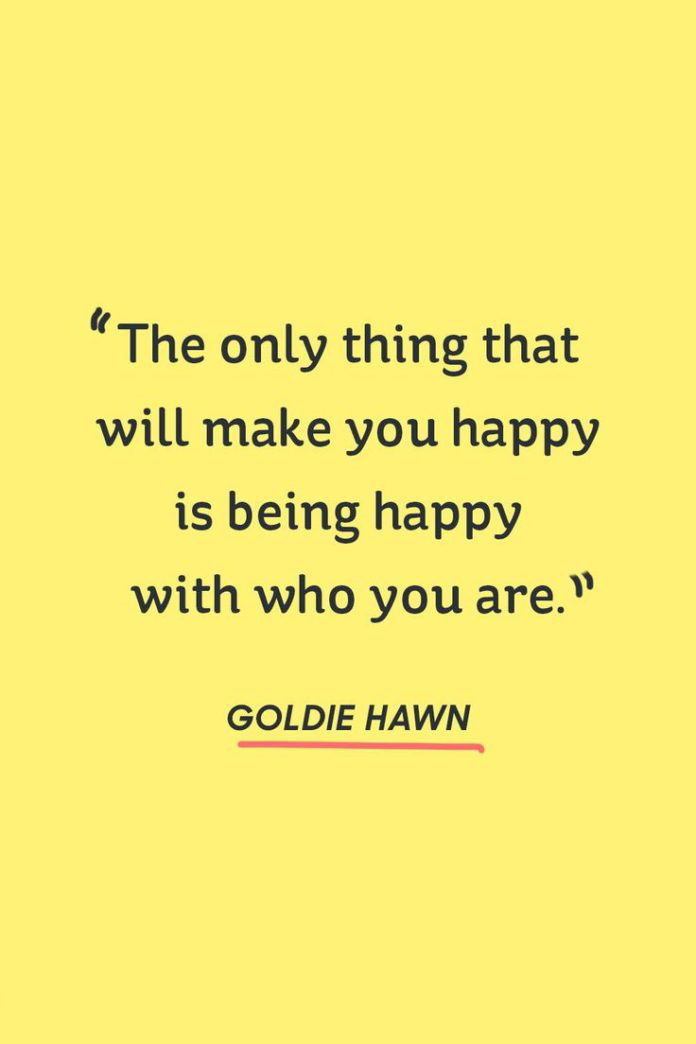 “The only thing that
will make you happy
is being happy
with who you are.”
GOLDIE HAWN